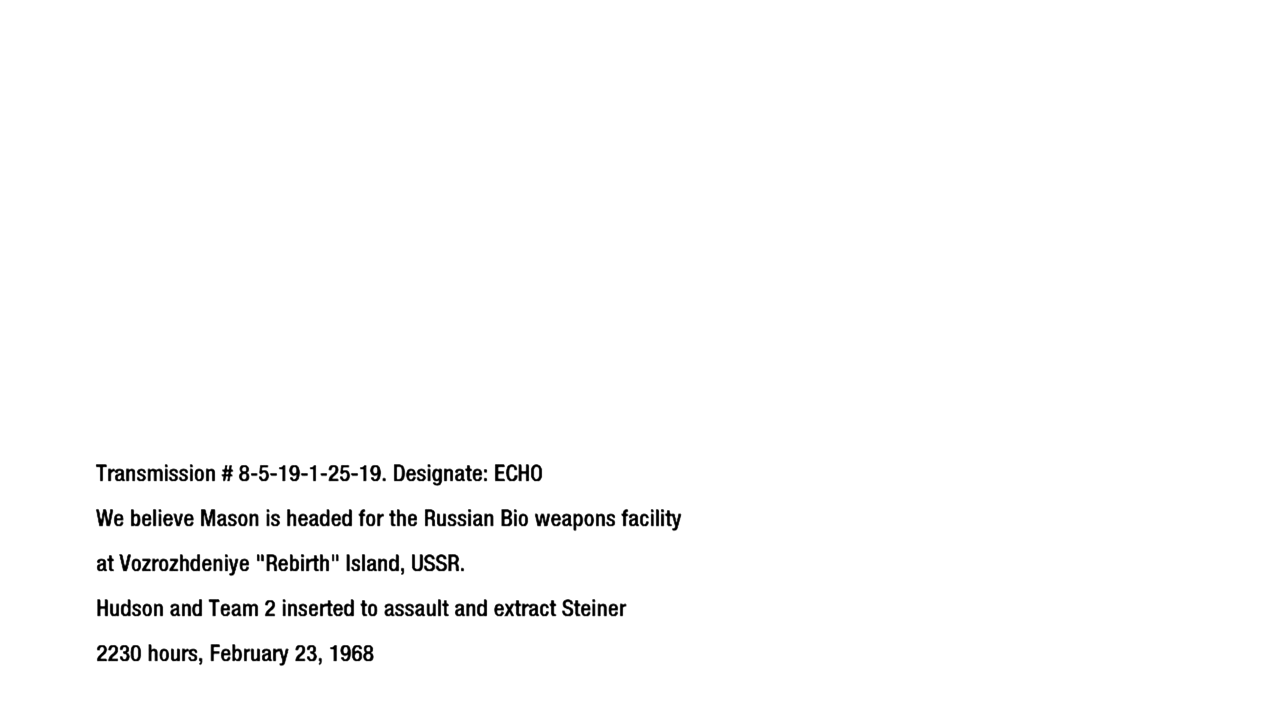 Transmission # 8-5-19-1-25-19. Designate: ECHO
We believe Mason is headed for the Russian Bio weapons facility
at Vozrozhdeniye "Rebirth" Island, USSR.
Hudson and Team 2 inserted to assault and extract Steiner
2230 hours, February 23, 1968